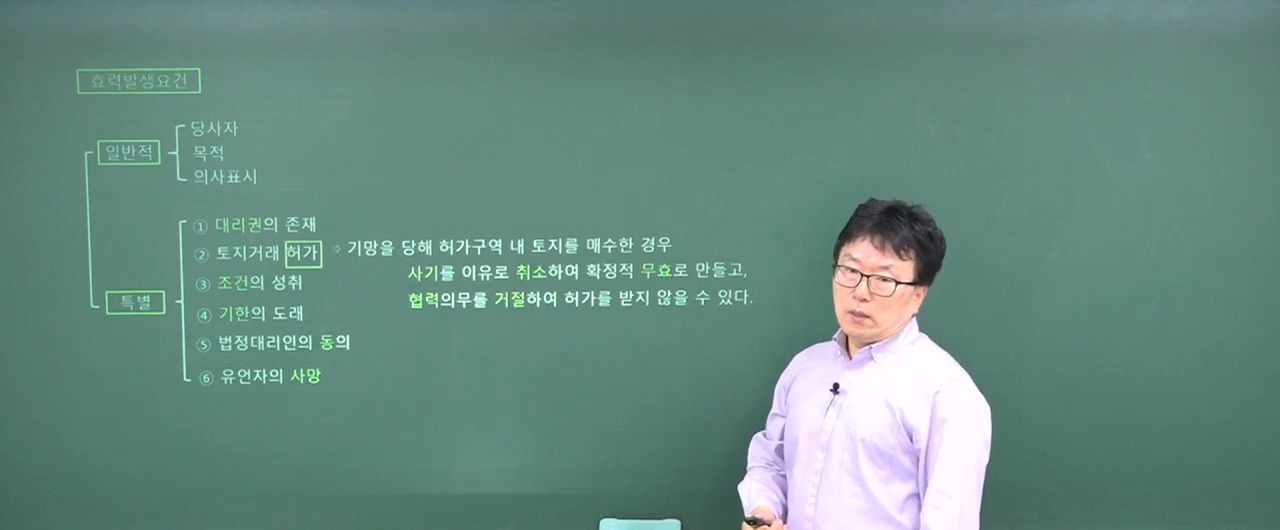 효력발생요건
일반적
당사자
목적
의사표시
특별
① 대리권의 존재
② 토지거래 허가 ⇨ 기망을 당해 허가구역 내 토지를 매수한 경우
사기를 이유로 취소하여 확정적 무효로 만들고,
협력의무를 거절하여 허가를 받지 않을 수 있다.
③ 조건의 성취
④ 기한의 도래
⑤ 법정대리인의 동의
⑥ 유언자의 사망